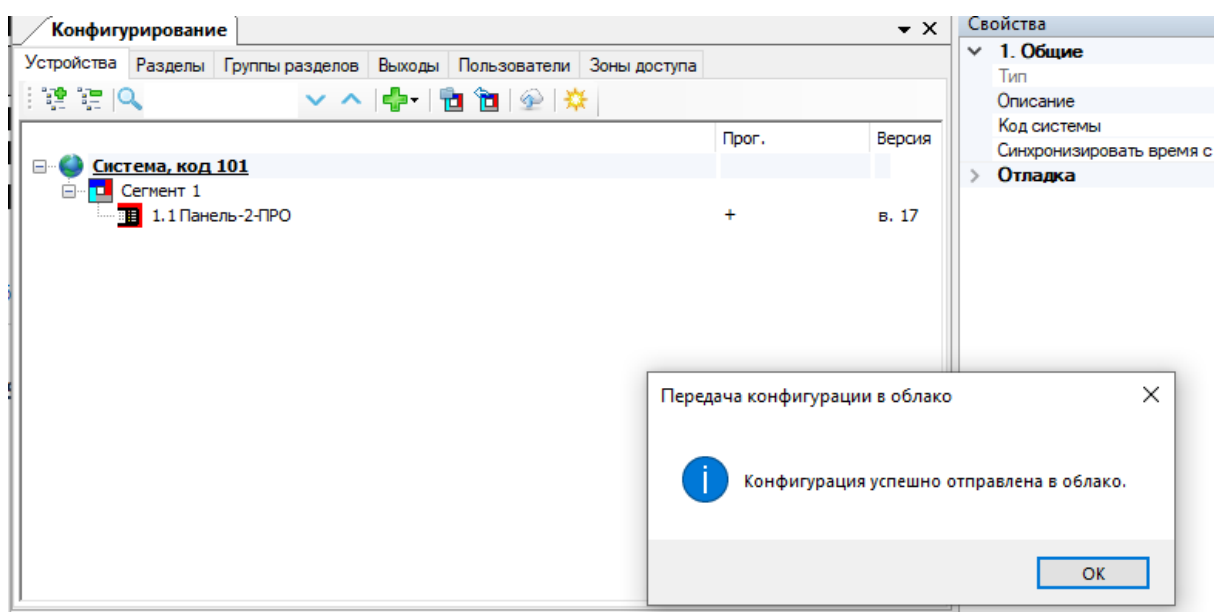 Конфигурирование
Устройства Разделы Группы разделов Выходы Пользователи Зоны доступа
Прог. Версия
Система, код 101
Сегмент 1
1.1 Панель-2-ПРО + в. 17
Свойства
1. Общие
Тип
Описание
Код системы
Синхронизировать время с
Отладка
Передача конфигурации в облако
Конфигурация успешно отправлена в облако.
OK